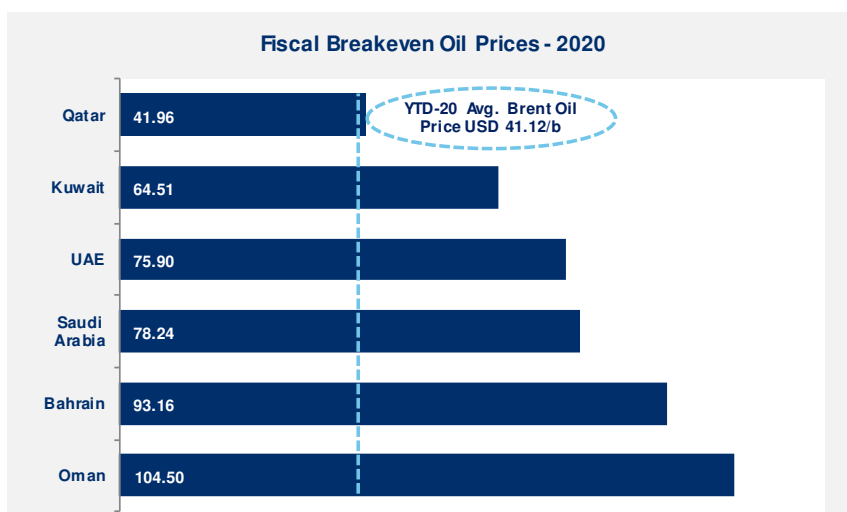 Fiscal Breakeven Oil Prices - 2020
YTD-20 Avg. Brent Oil
Price USD 41.12/b
Qatar 41.96
Kuwait 64.51
UAE 75.90
Saudi
Arabia 78.24
Bahrain 93.16
Oman 104.50